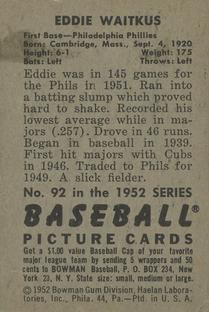 EDDIE WAITKUS
First Base—Philadelphia Phillies
Born: Cambridge, Mass., Sept. 4, 1920
Height: 6-1 Weight: 175
Bats: Left Throws: Left
Eddie was in 145 games for
the Phils in 1951. Ran into
a batting slump which proved
hard to shake. Recorded his
lowest average while in ma-
jors (.257). Drove in 46 runs.
Began in baseball in 1939.
First hit majors with Cubs
in 1946. Traded to Phils for
1949. A slick fielder.
No. 92 in the 1952 SERIES
BASEBALL®
PICTURE CARDS
Get a $1.00 value Baseball Cap of your favorite
major league team by sending 5 wrappers and 50
cents to BOWMAN Baseball, P. O. BOX 234, New
York 23, N. Y. State size: small, medium, or large.
©1952 Bowman Gum Division, Haelan Labora-
tories, Inc., Phila. 44, Pa.—Ptd. in U. S. A.